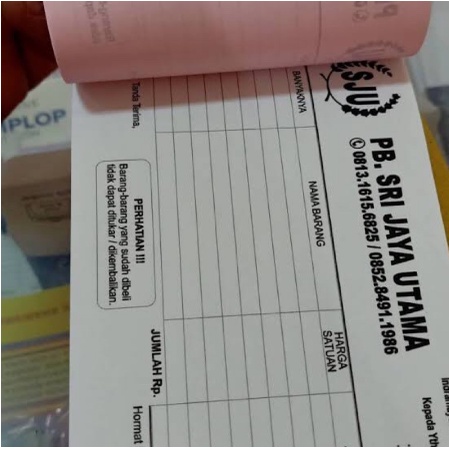 SJU
PB. SRI JAYA UTAMA
0813.1615.6825 / 0852.8491.1986
Kepada Yth
BANYAKNYA
NAMA BARANG
HARGA
SATUAN
JUMLAH Rp.
Tanda Terima,
PERHATIAN !!!
Barang-barang yang sudah dibeli
tidak dapat ditukar / dikembalikan.
Hormat